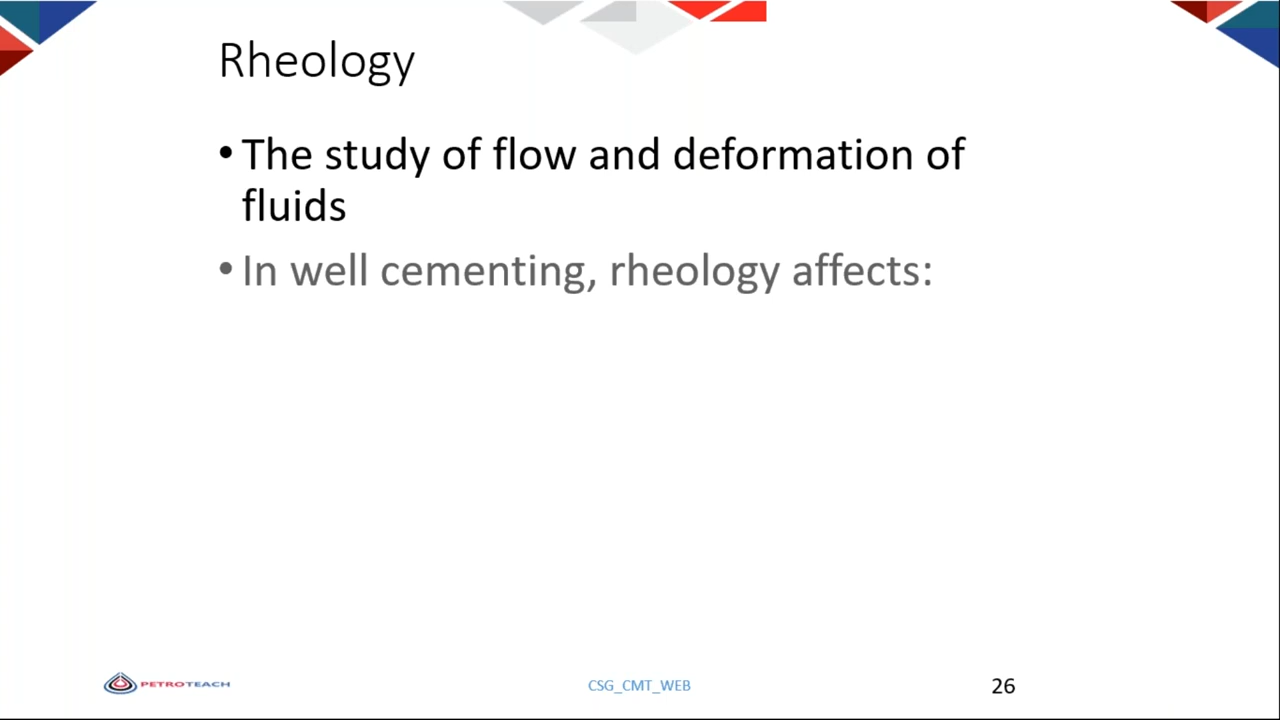 Rheology
•The study of flow and deformation of
fluids
•In well cementing, rheology affects:
PETROTEACH
CSG_CMT_WEB
26